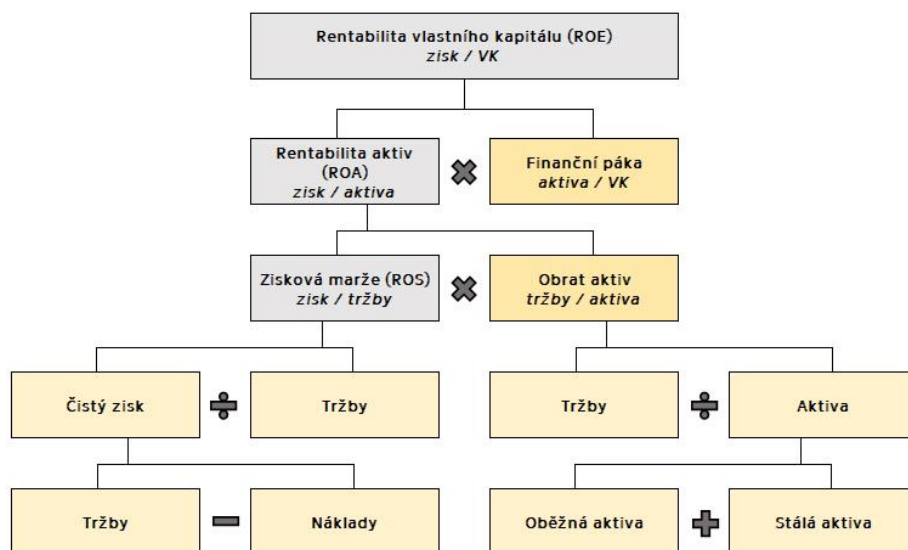 Rentabilita vlastního kapitálu (ROE)
zisk / VK
Rentabilita aktiv
(ROA)
zisk / aktiva
Finanční páka
aktiva / VK
Zisková marže (ROS)
zisk / tržby
Obrat aktiv
tržby / aktiva
Čistý zisk
Tržby
Tržby
Aktiva
Tržby
Náklady
Oběžná aktiva
Stálá aktiva